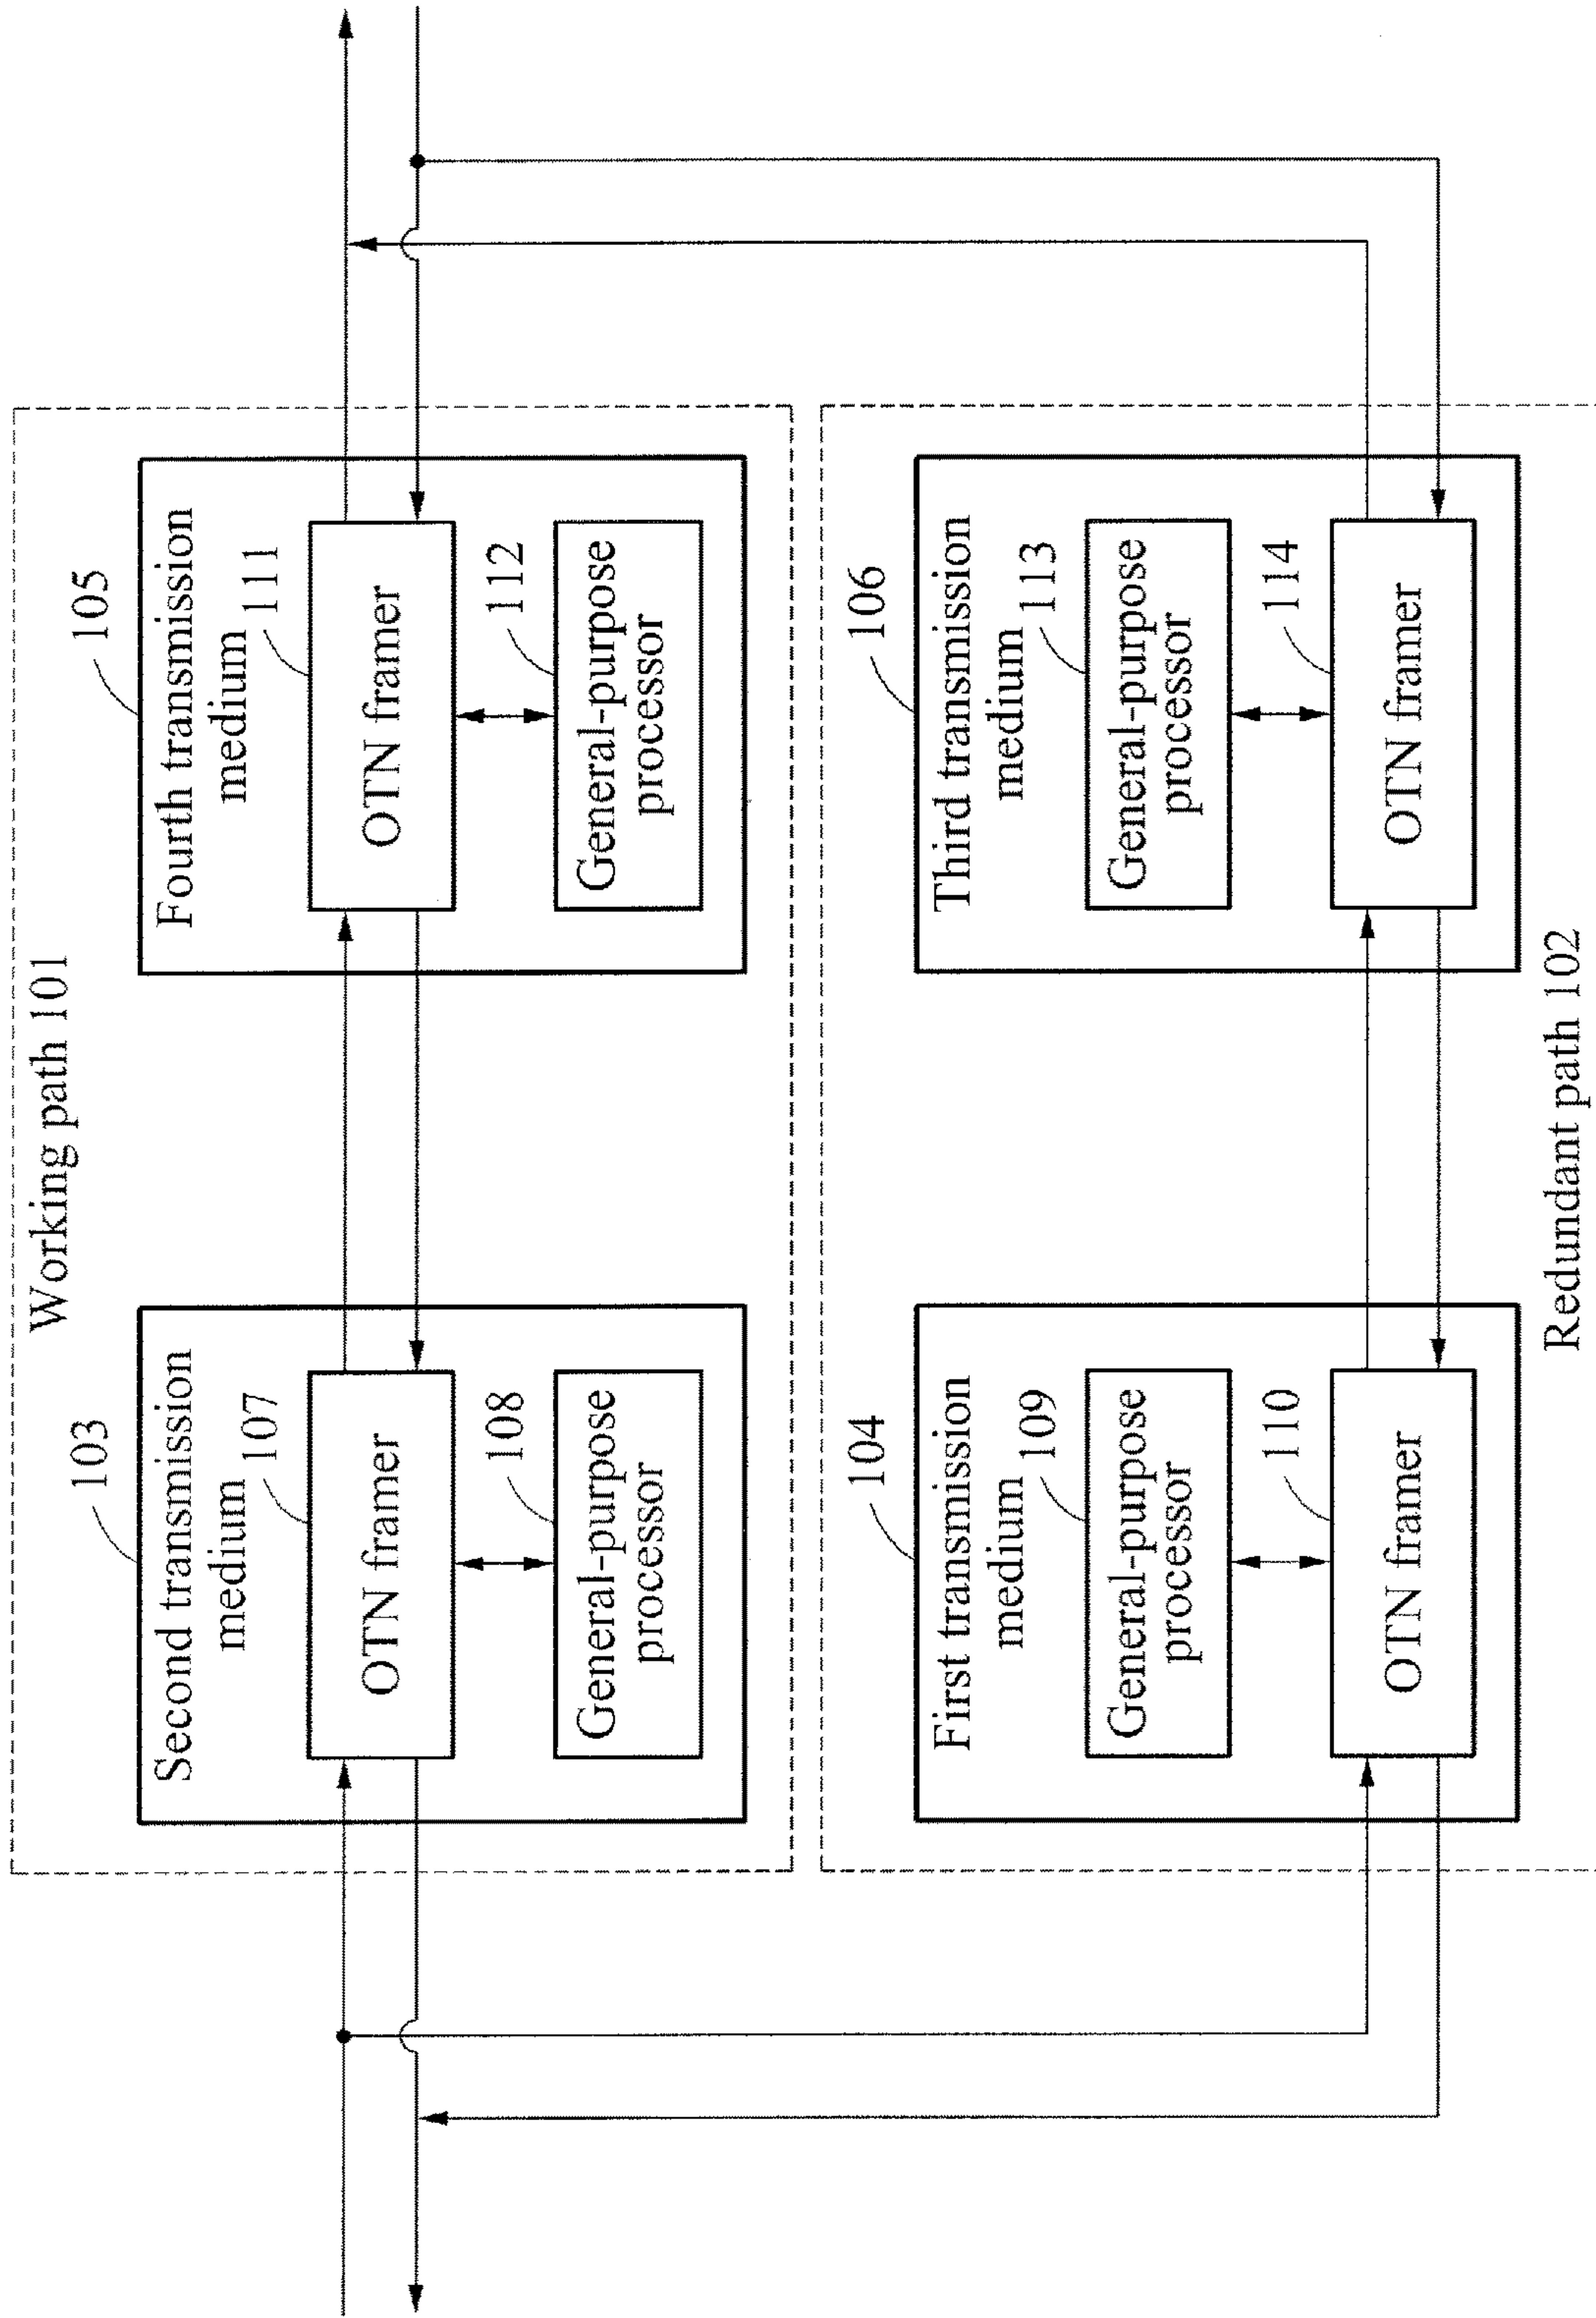 Working path 101
103
Second transmission
medium
107
OTN framer
108
General-purpose
processor
105
Fourth transmission
medium
111
OTN framer
112
General-purpose
processor
104
First transmission
medium
109
General-purpose
processor
110
OTN framer
106
Third transmission
medium
113
General-purpose
processor
114
OTN framer
Redundant path 102